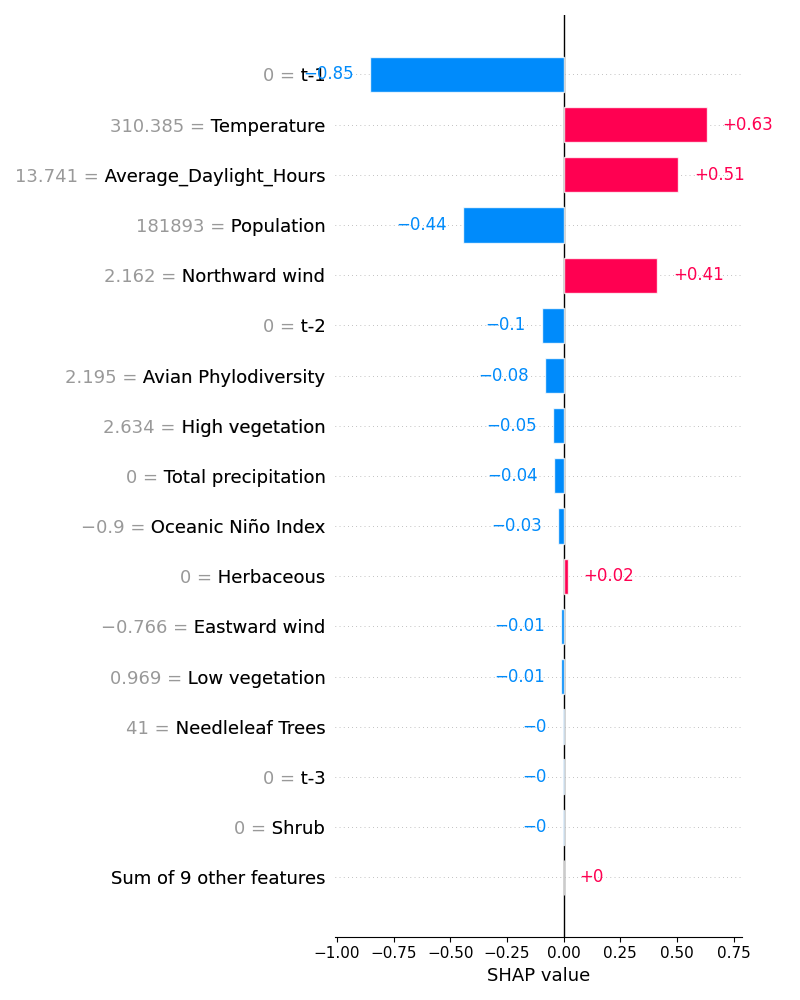 0 = t-1 −0.85
310.385 = Temperature +0.63
13.741 = Average_Daylight_Hours +0.51
181893 = Population −0.44
2.162 = Northward wind +0.41
0 = t-2 −0.1
2.195 = Avian Phylodiversity −0.08
2.634 = High vegetation −0.05
0 = Total precipitation −0.04
−0.9 = Oceanic Niño Index −0.03
0 = Herbaceous +0.02
−0.766 = Eastward wind −0.01
0.969 = Low vegetation −0.01
41 = Needleleaf Trees −0
0 = t-3 −0
0 = Shrub −0
Sum of 9 other features +0
−1.00 −0.75 −0.50 −0.25 0.00 0.25 0.50 0.75
SHAP value